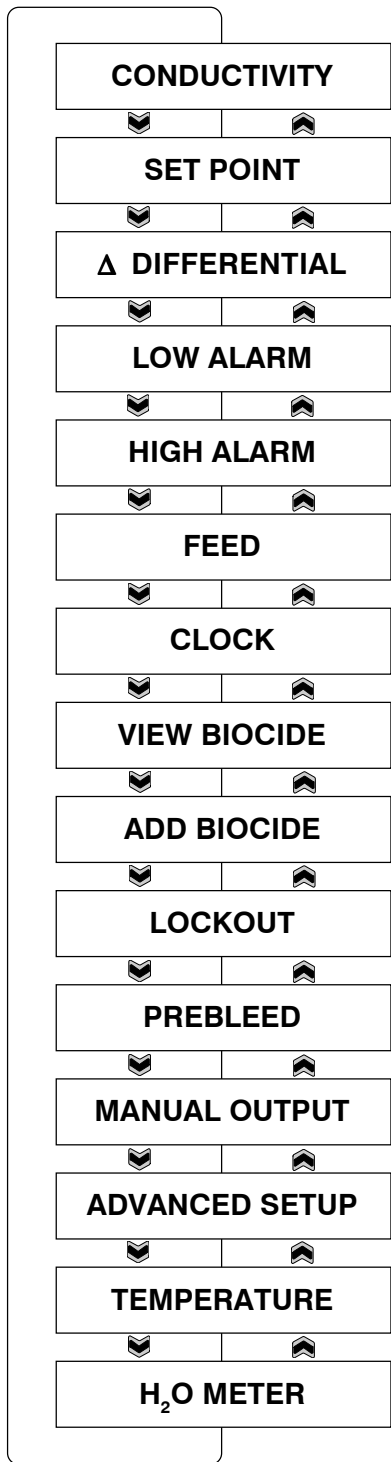 CONDUCTIVITY
SET POINT
Δ DIFFERENTIAL
LOW ALARM
HIGH ALARM
FEED
CLOCK
VIEW BIOCIDE
ADD BIOCIDE
LOCKOUT
PREBLEED
MANUAL OUTPUT
ADVANCED SETUP
TEMPERATURE
H₂O METER